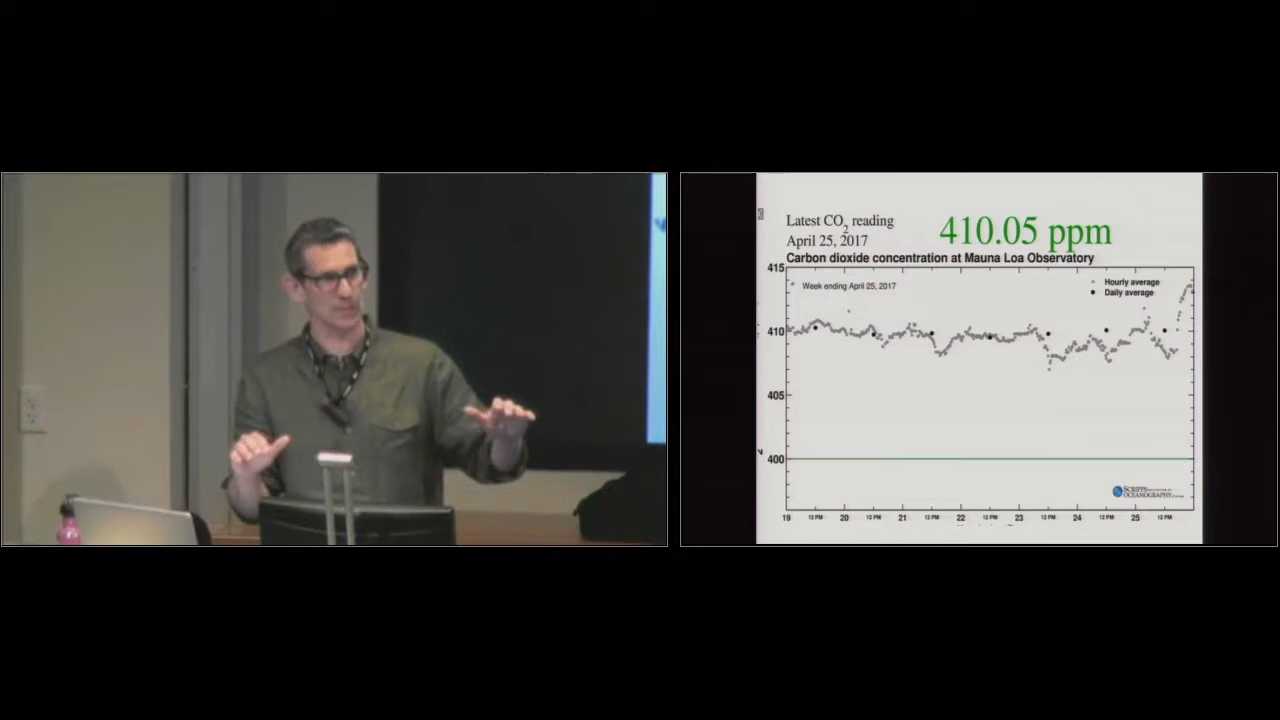 Latest CO2 reading
April 25, 2017
410.05 ppm
Carbon dioxide concentration at Mauna Loa Observatory
415
410
405
400
Week ending April 25, 2017
Hourly average
Daily average
SCRIPPS INSTITUTION OF
OCEANOGRAPHY
19 12 PM 20 12 PM 21 12 PM 22 12 PM 23 12 PM 24 12 PM 25 12 PM